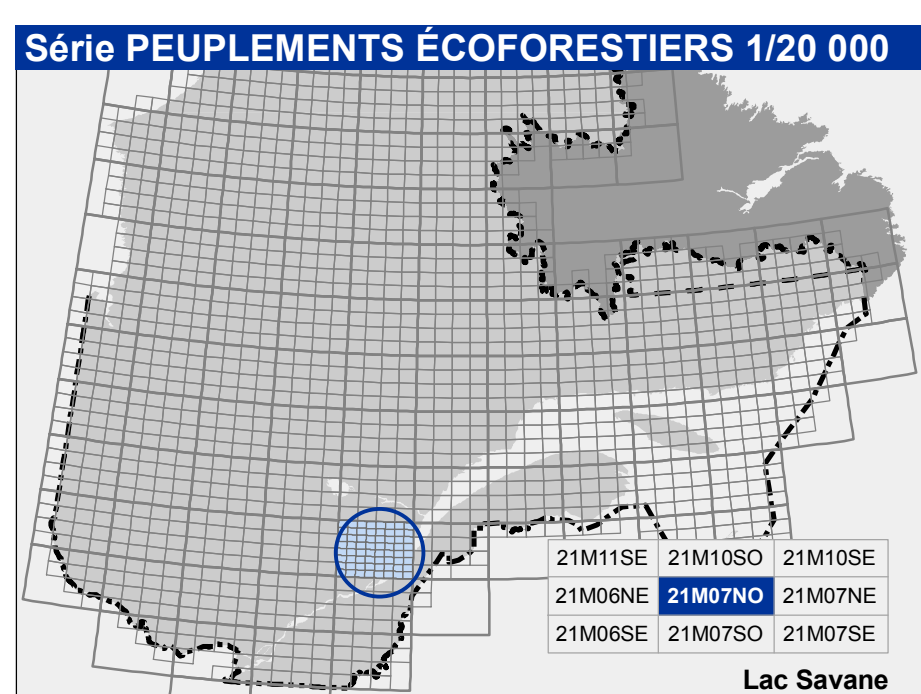 Série PEUPLEMENTS ÉCOFORESTIERS 1/20 000
21M11SE 21M10SO 21M10SE
21M06NE 21M07NO 21M07NE
21M06SE 21M07SO 21M07SE
Lac Savane